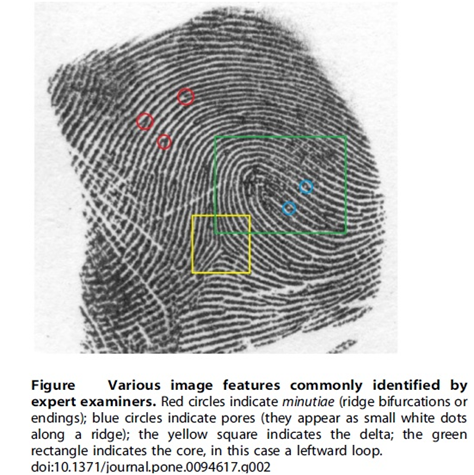 Figure Various image features commonly identified by
expert examiners. Red circles indicate minutiae (ridge bifurcations or
endings); blue circles indicate pores (they appear as small white dots
along a ridge); the yellow square indicates the delta; the green
rectangle indicates the core, in this case a leftward loop.
doi:10.1371/journal.pone.0094617.g002